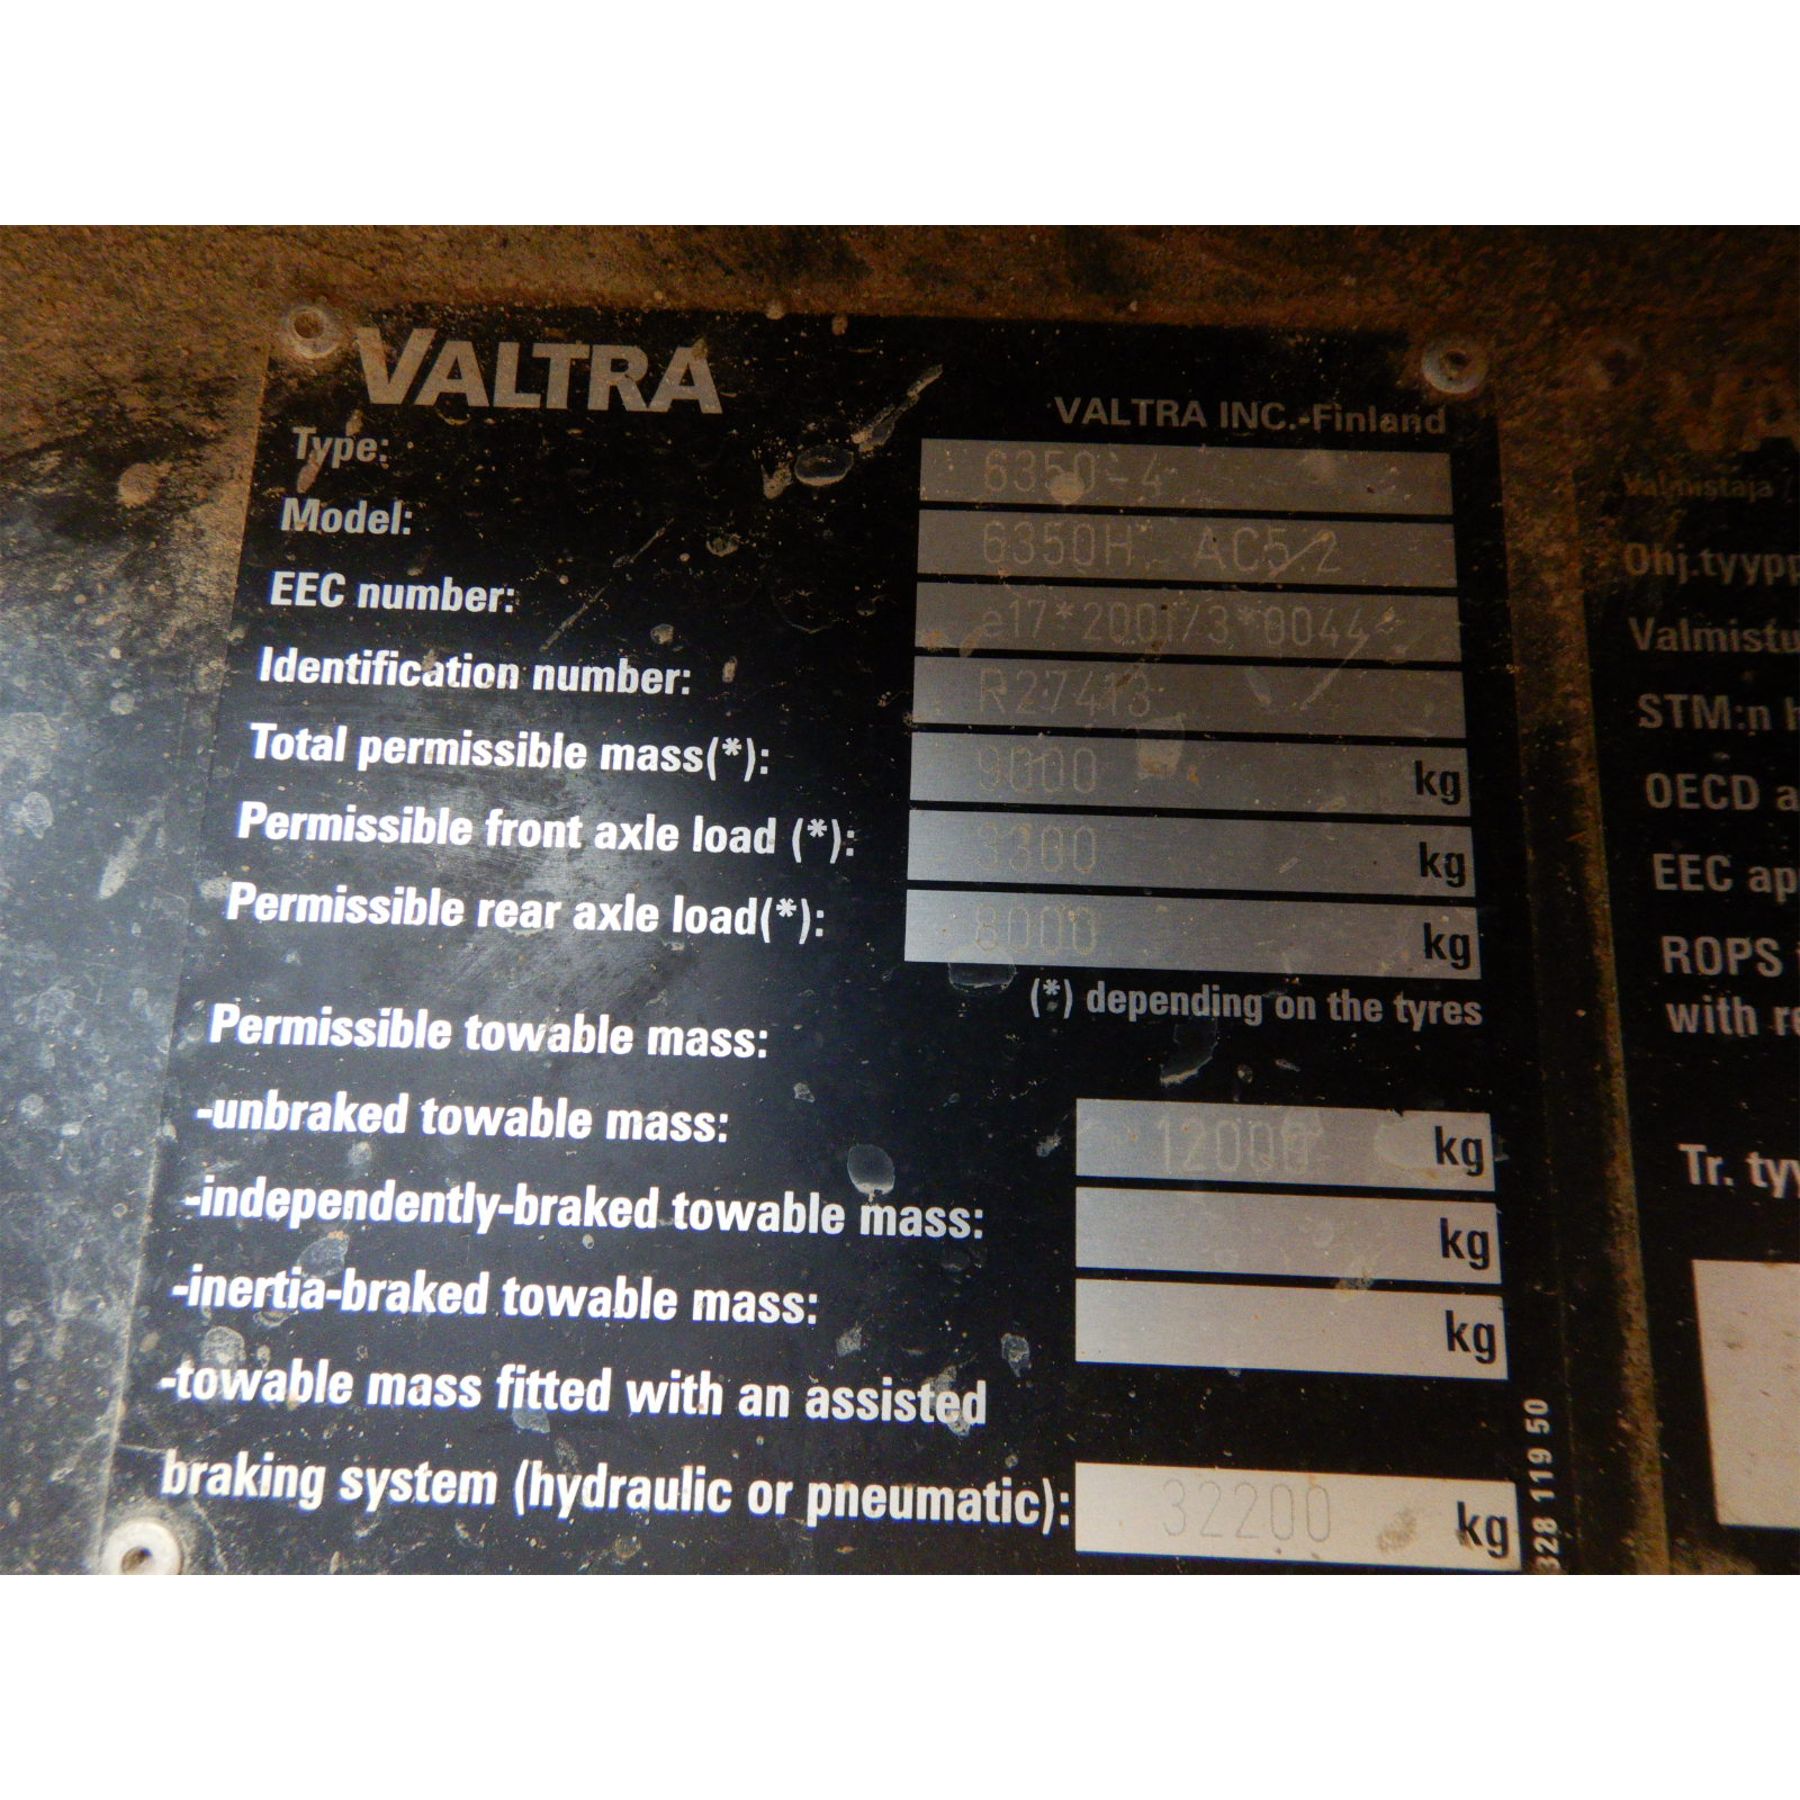 VALTRA
VALTRA INC.-Finland
Type: 6350-4
Model: 6350H AC5.2
EEC number: e17*2001/3*0044
Identification number: R27413
Total permissible mass(*): 9000 kg
Permissible front axle load (*): 3300 kg
Permissible rear axle load(*): 8000 kg
(*) depending on the tyres
Permissible towable mass:
-unbraked towable mass: 12000 kg
-independently-braked towable mass: kg
-inertia-braked towable mass: kg
-towable mass fitted with an assisted
braking system (hydraulic or pneumatic): 32200 kg
328 119 50
Valmistaja /
Ohj.tyypp
Valmistu
STM:n
OECD a
EEC ap
ROPS
with re
Tr. tyy